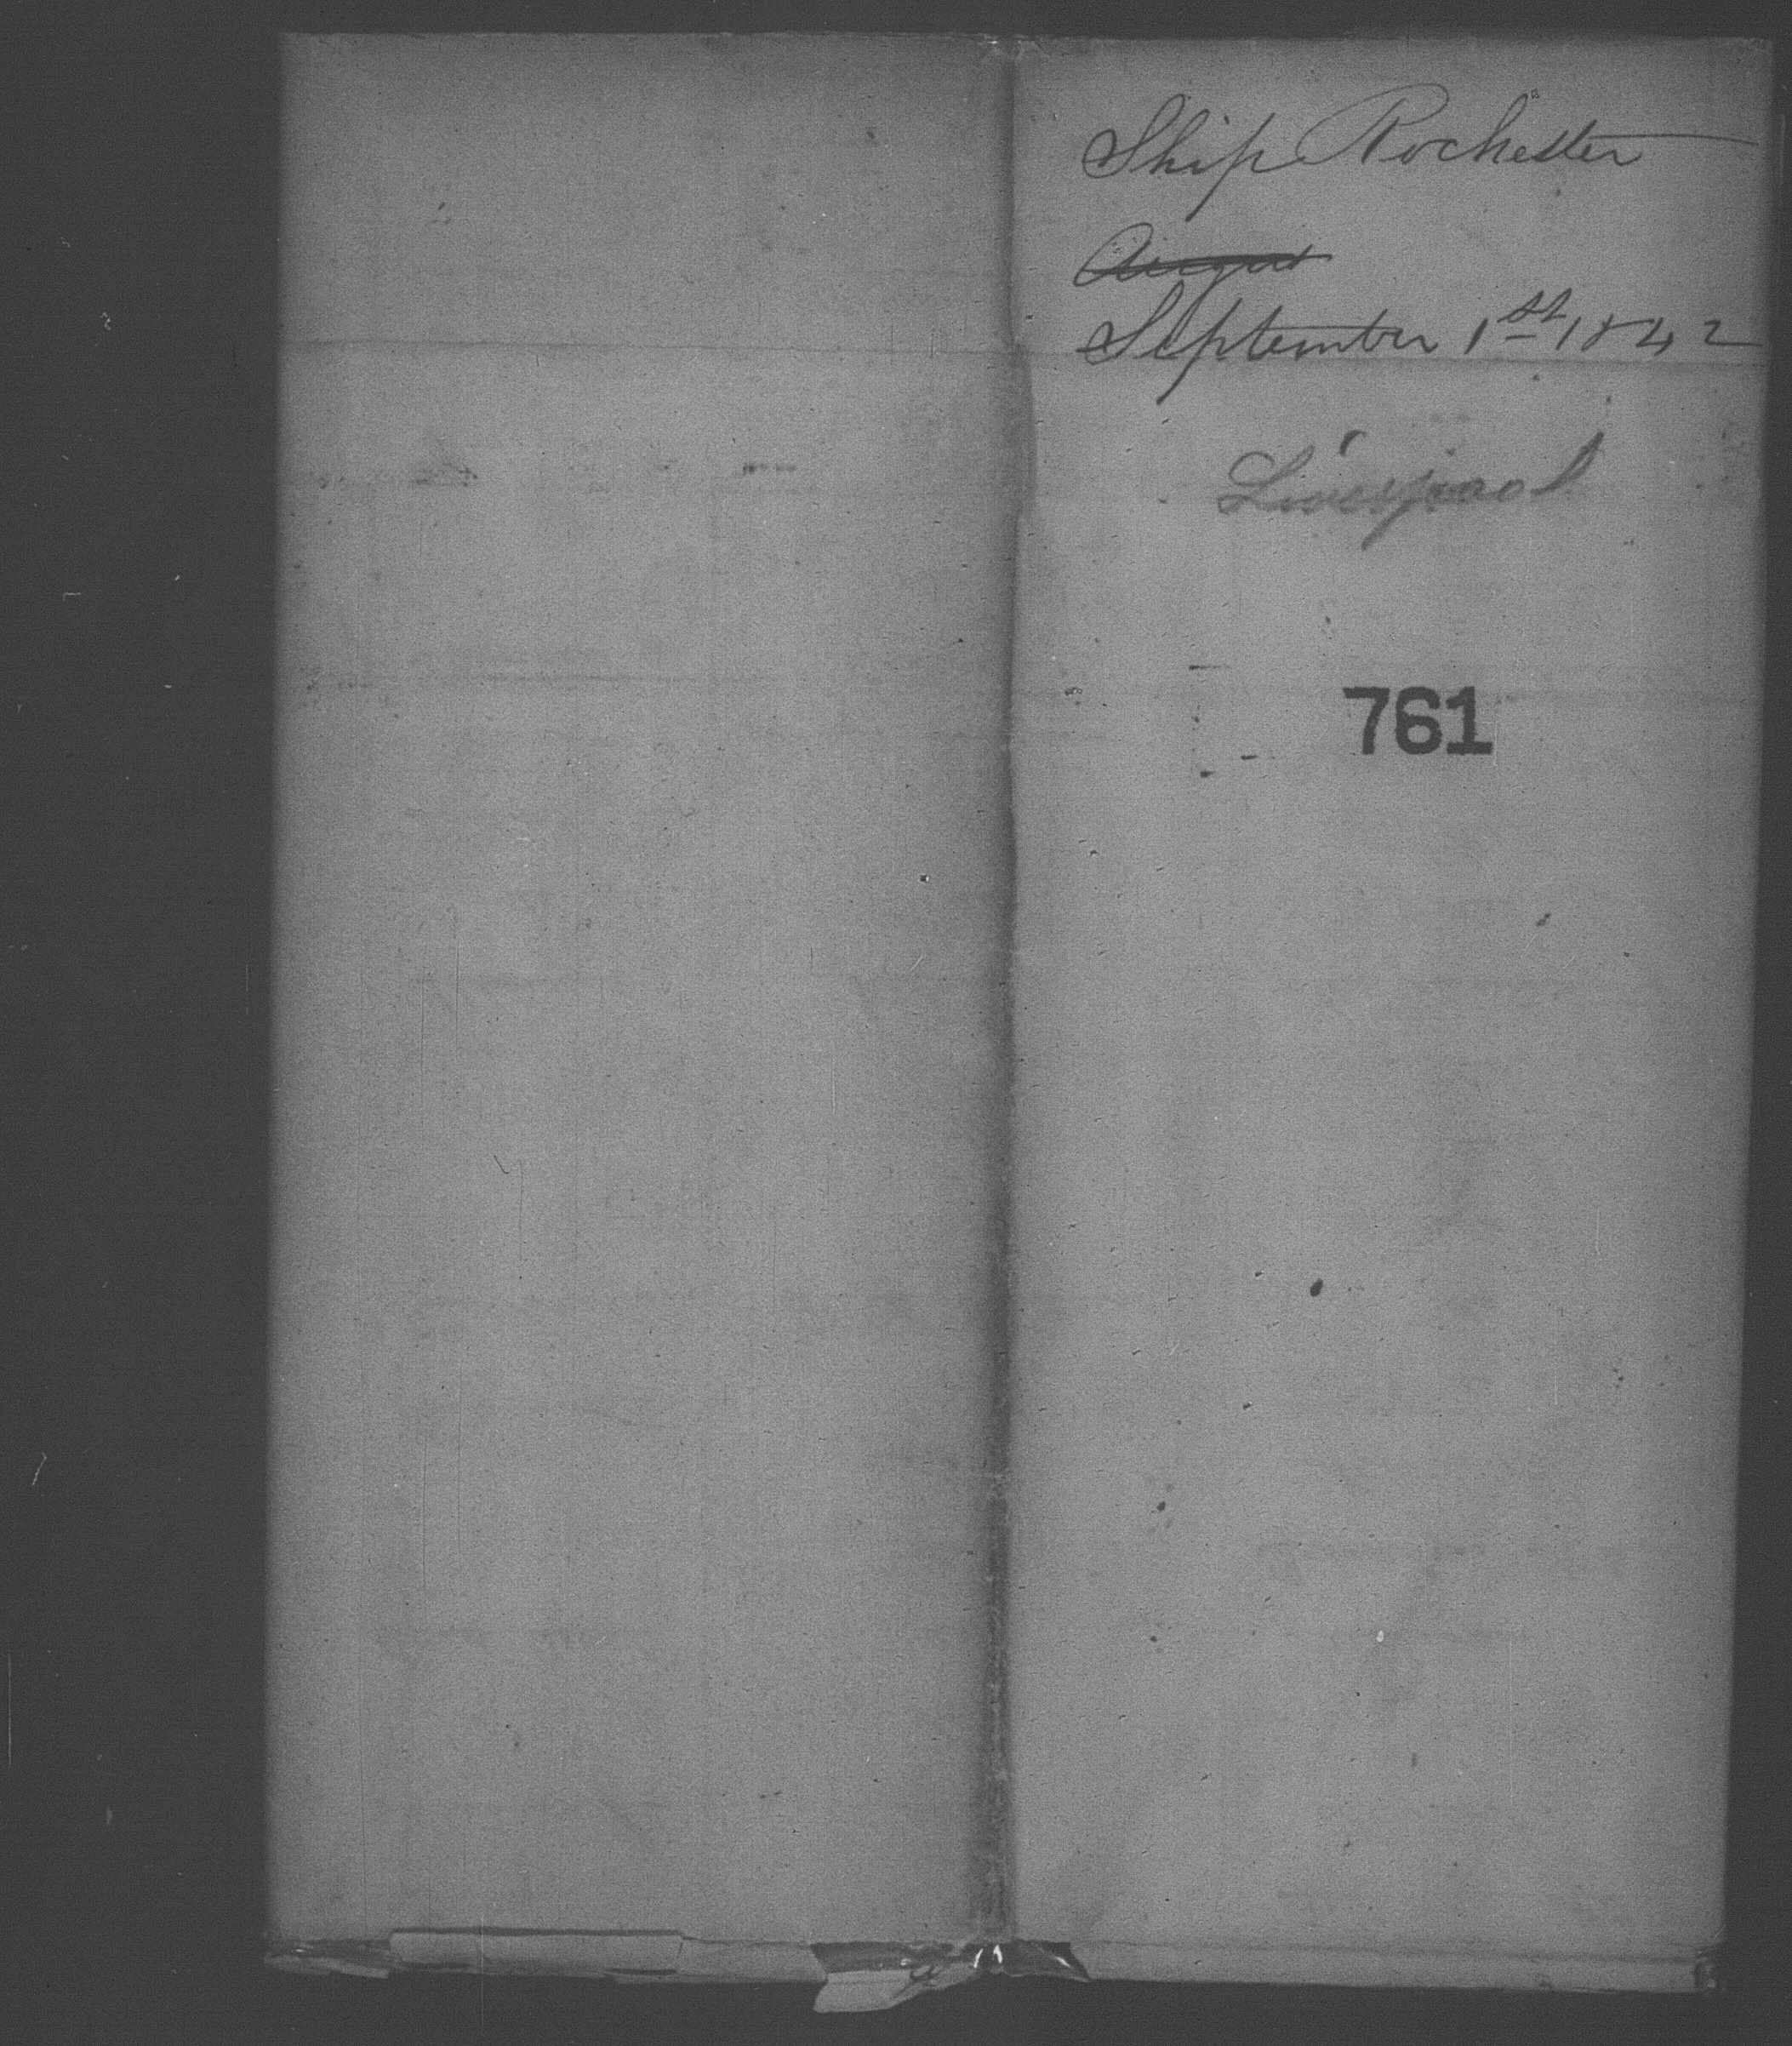 Ship Rochester
August
September 1st 1842
Liverpool
761